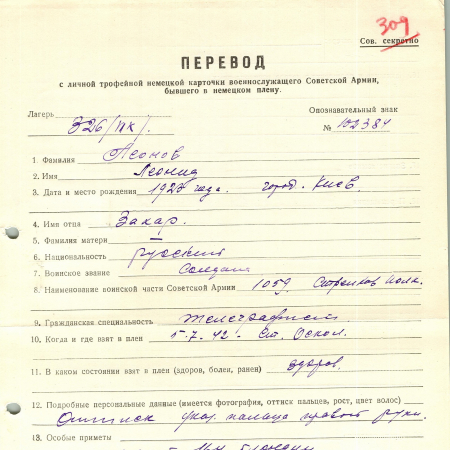 309
Сов. секретно
ПЕРЕВОД
с личной трофейной немецкой карточки военнослужащего Советской Армии,
бывшего в немецком плену.
Лагерь 326/ПК/. Опознавательный знак
№ 102384
1. Фамилия Леонов
2. Имя Леонид
3. Дата и место рождения 1920 года. город. Киев.
4. Имя отца Захар.
5. Фамилия матери —
6. Национальность русский
7. Воинское звание Солдат
8. Наименование воинской части Советской Армии 1059 Стрелков полк.
9. Гражданская специальность телеграфист
10. Когда и где взят в плен 5.7.42. Ст. Оскол.
11. В каком состоянии взят в плен (здоров, болен, ранен) здоров.
12. Подробные персональные данные (имеется фотография, оттиск пальцев, рост, цвет волос)
Оттиск указ. пальца правой руки.
13. Особые приметы